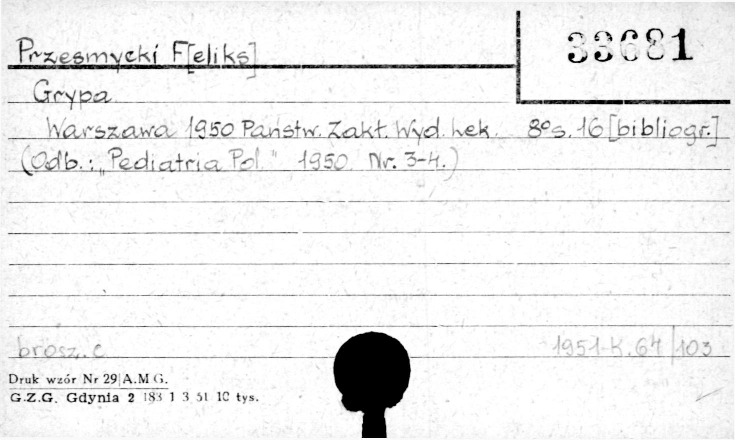 33681
Przesmycki F[eliks]
Grypa.
Warszawa 1950 Państw. Zakł. Wyd. Lek. 8º s. 16 [bibliogr.]
(Odb.: „Pediatria Pol." 1950. Nr. 3-4.)
brosz. c 1951-K.64/103
Druk wzór Nr 29|A.M G.
G.Z.G. Gdynia 2 183 1 3 51 10 tys.